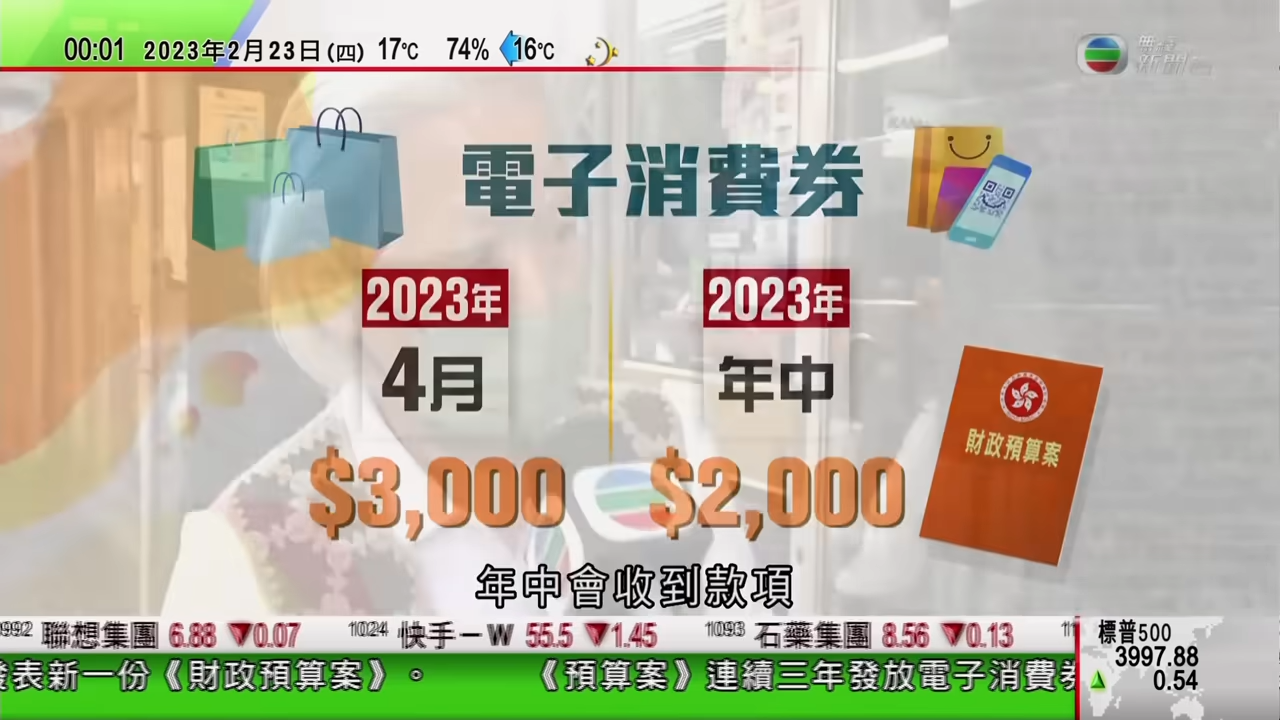 00:01 2023年2月23日(四) 17℃ 74% 16℃
無綫新聞
電子消費券
2023年 2023年
4月 年中
$3,000 $2,000
財政預算案
年中會收到款項
0992 聯想集團 6.88 ▼0.07 1024 快手－W 55.5 ▼1.45 1093 石藥集團 8.56 ▼0.13 11
標普500
3997.88
▲ 0.54
發表新一份《財政預算案》。 《預算案》連續三年發放電子消費券